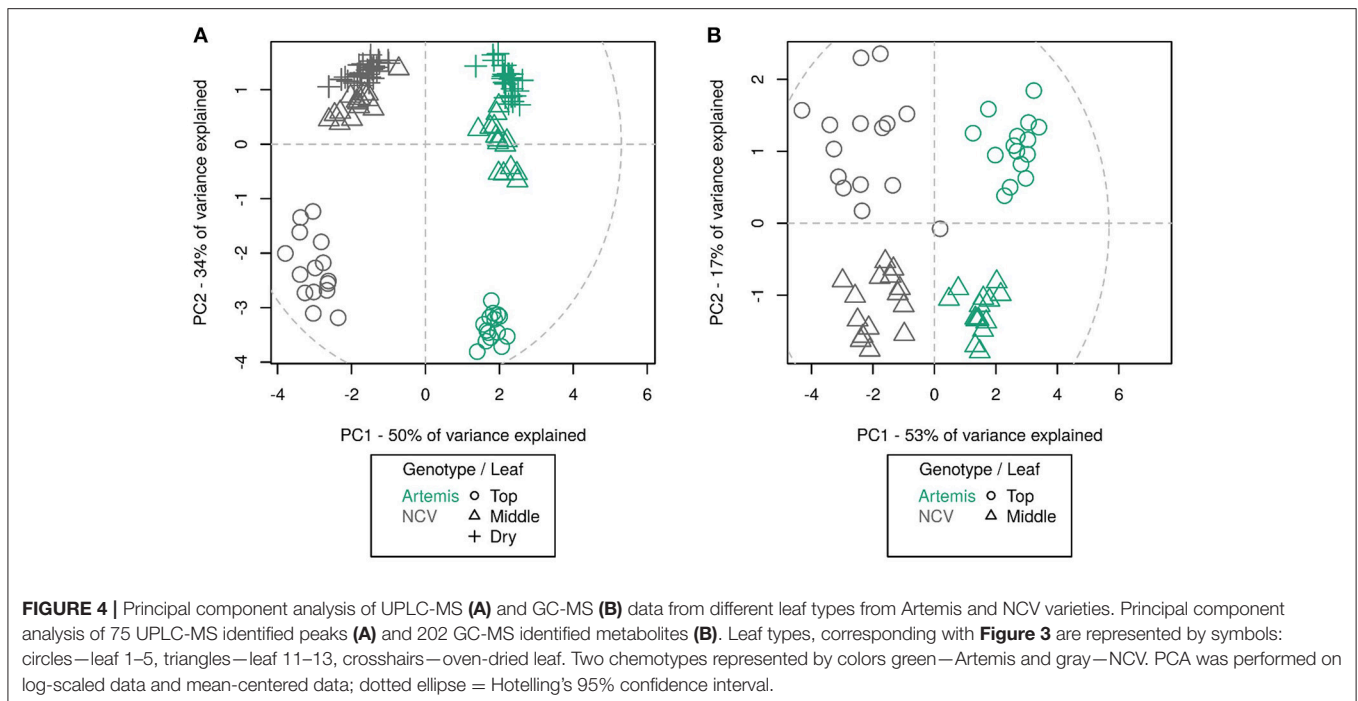 A
PC2 - 34% of variance explained
1
0
-1
-2
-3
-4
-4 -2 0 2 4 6
PC1 - 50% of variance explained
Genotype / Leaf
Artemis Top
NCV Middle
Dry
B
PC2 - 17% of variance explained
2
1
0
-1
-4 -2 0 2 4 6
PC1 - 53% of variance explained
Genotype / Leaf
Artemis Top
NCV Middle
FIGURE 4 | Principal component analysis of UPLC-MS (A) and GC-MS (B) data from different leaf types from Artemis and NCV varieties. Principal component
analysis of 75 UPLC-MS identified peaks (A) and 202 GC-MS identified metabolites (B). Leaf types, corresponding with Figure 3 are represented by symbols:
circles—leaf 1–5, triangles—leaf 11–13, crosshairs—oven-dried leaf. Two chemotypes represented by colors green—Artemis and gray—NCV. PCA was performed on
log-scaled data and mean-centered data; dotted ellipse = Hotelling's 95% confidence interval.